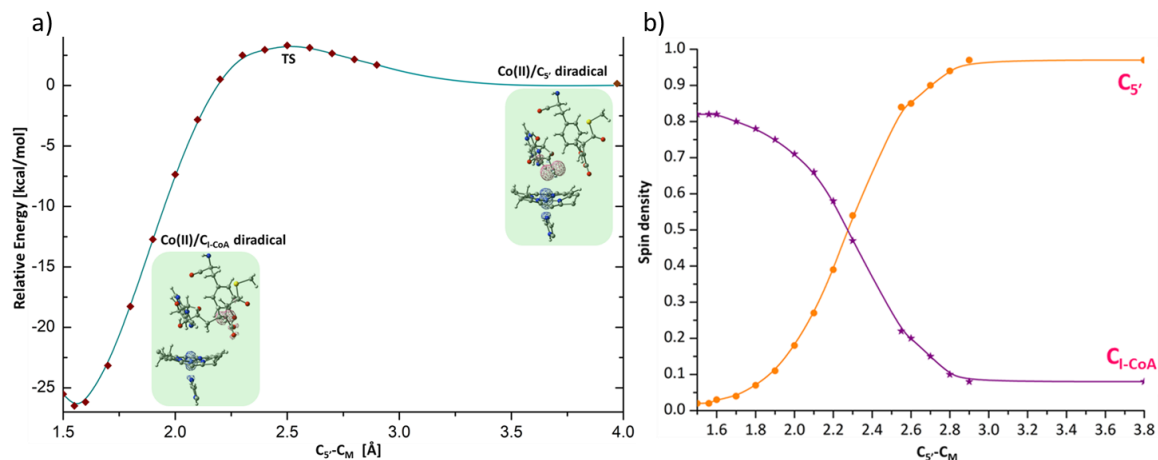 a)
Relative Energy [kcal/mol]
0
-5
-10
-15
-20
-25
TS
Co(II)/C5' diradical
Co(II)/CI-CoA diradical
1.5 2.0 2.5 3.0 3.5 4.0
C5'-CM [Å]
b)
Spin density
1.0
0.9
0.8
0.7
0.6
0.5
0.4
0.3
0.2
0.1
0.0
C5'
CI-CoA
1.6 1.8 2.0 2.2 2.4 2.6 2.8 3.0 3.2 3.4 3.6 3.8
C5'-CM